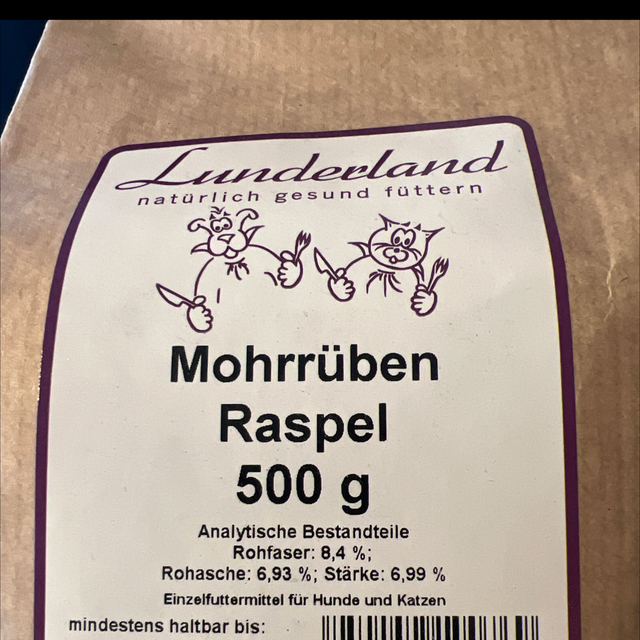 Lunderland
natürlich gesund füttern
Mohrrüben
Raspel
500 g
Analytische Bestandteile
Rohfaser: 8,4 %;
Rohasche: 6,93 %; Stärke: 6,99 %
Einzelfuttermittel für Hunde und Katzen
mindestens haltbar bis: